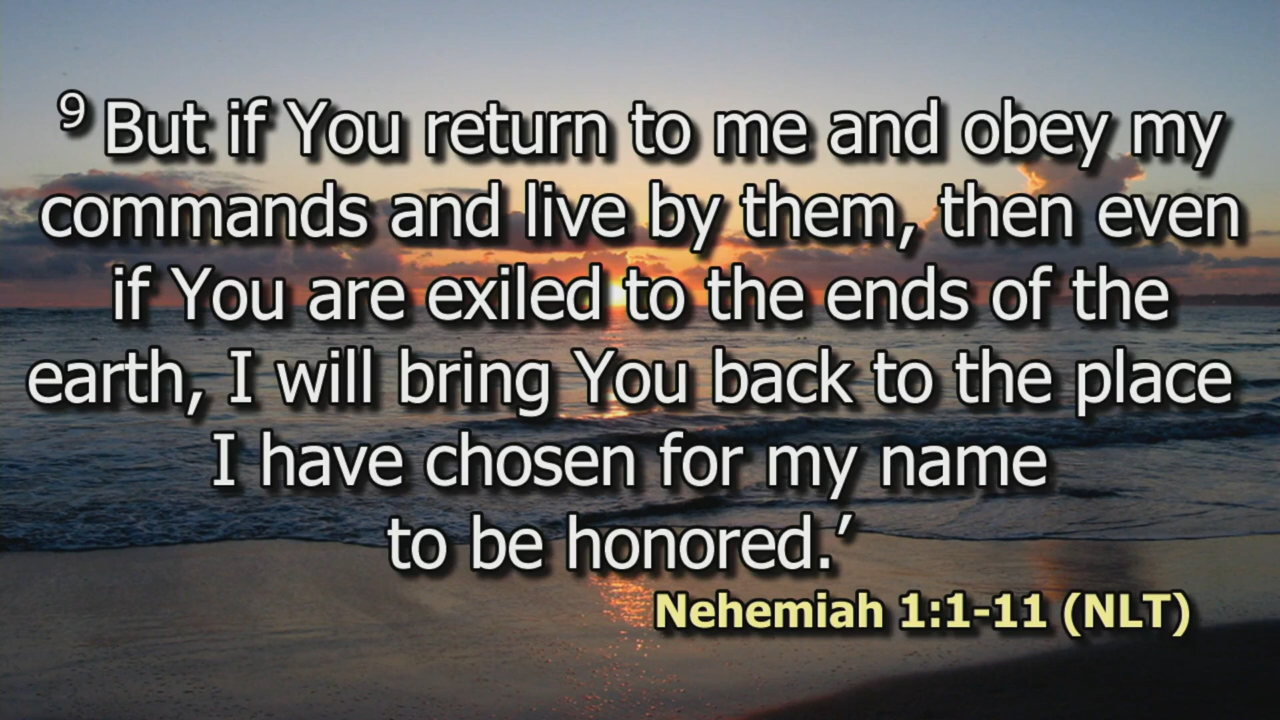 9 But if You return to me and obey my
commands and live by them, then even
if You are exiled to the ends of the
earth, I will bring You back to the place
I have chosen for my name
to be honored.’
Nehemiah 1:1-11 (NLT)